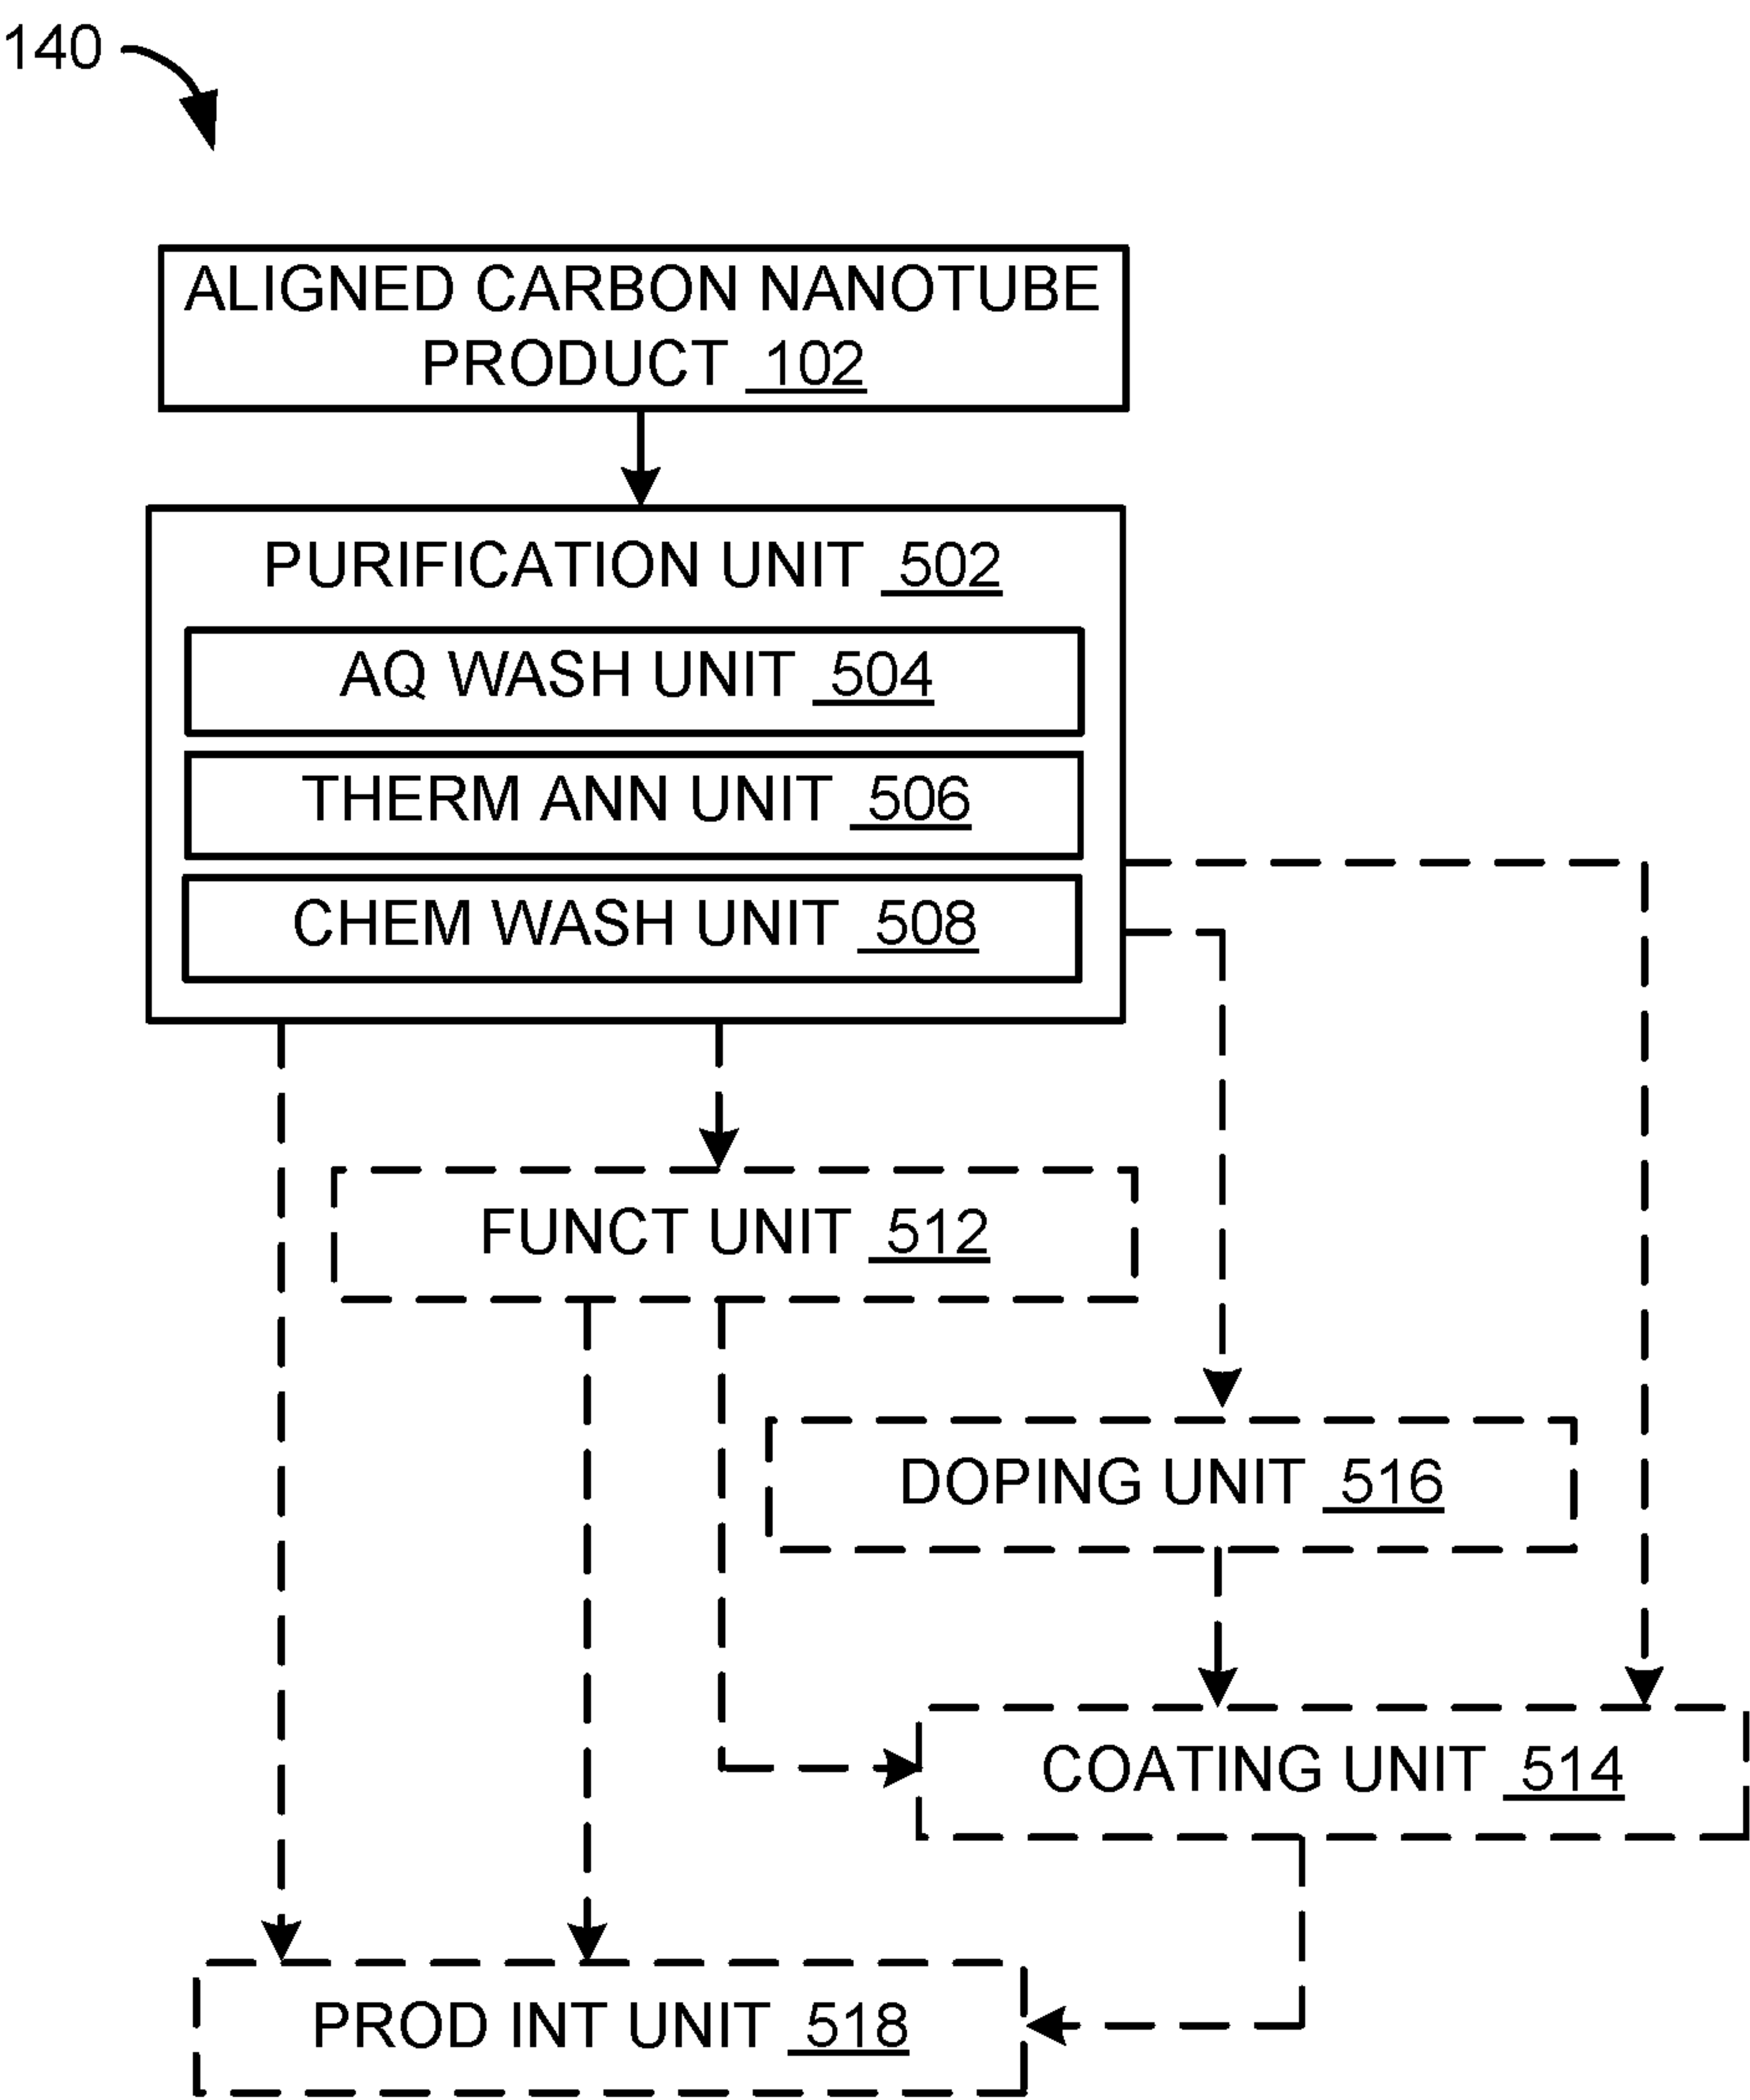 140
ALIGNED CARBON NANOTUBE
PRODUCT 102
PURIFICATION UNIT 502
AQ WASH UNIT 504
THERM ANN UNIT 506
CHEM WASH UNIT 508
FUNCT UNIT 512
DOPING UNIT 516
COATING UNIT 514
PROD INT UNIT 518